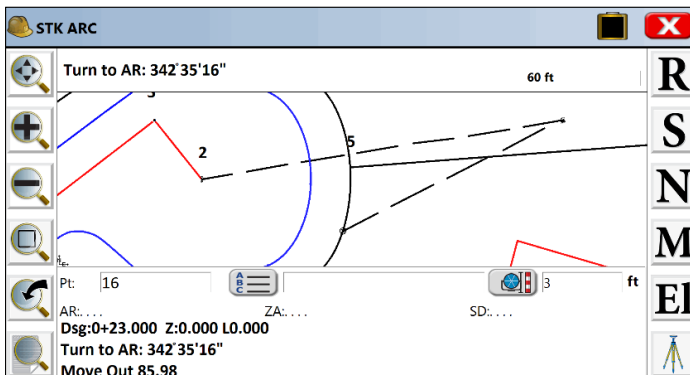 STK ARC
Turn to AR: 342°35'16"
60 ft
R
S
N
M
El
2
5
Pt: 16
A
B
C
3 ft
AR:. . . .
ZA:. . . .
SD:. . . .
Dsg:0+23.000 Z:0.000 L0.000
Turn to AR: 342°35'16"
Move Out 85.98